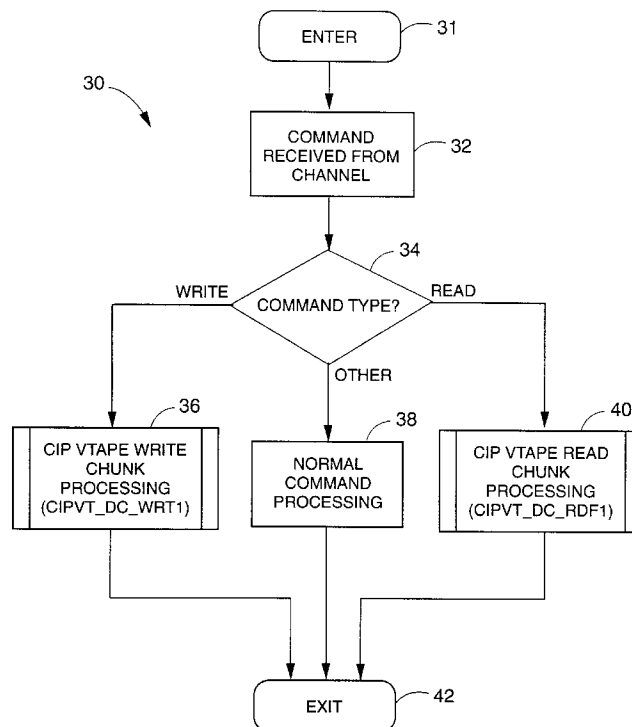 ENTER
31
30
COMMAND
RECEIVED FROM
CHANNEL
32
34
WRITE
COMMAND TYPE?
READ
OTHER
36
CIP VTAPE WRITE
CHUNK
PROCESSING
(CIPVT_DC_WRT1)
38
NORMAL
COMMAND
PROCESSING
40
CIP VTAPE READ
CHUNK
PROCESSING
(CIPVT_DC_RDF1)
EXIT
42